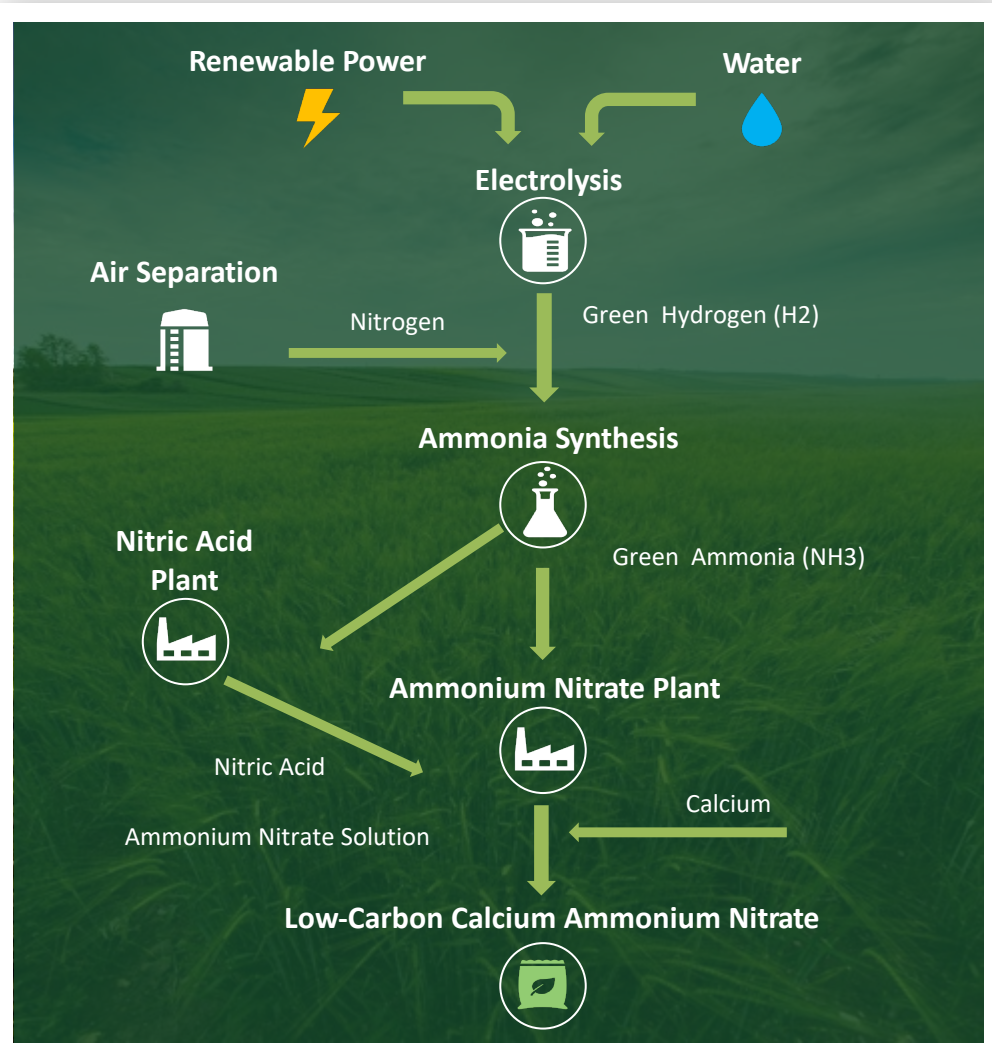 Renewable Power
Water
Electrolysis
Air Separation
Nitrogen
Green  Hydrogen (H2)
Ammonia Synthesis
Nitric Acid
Plant
Green  Ammonia (NH3)
Ammonium Nitrate Plant
Nitric Acid
Calcium
Ammonium Nitrate Solution
Low-Carbon Calcium Ammonium Nitrate